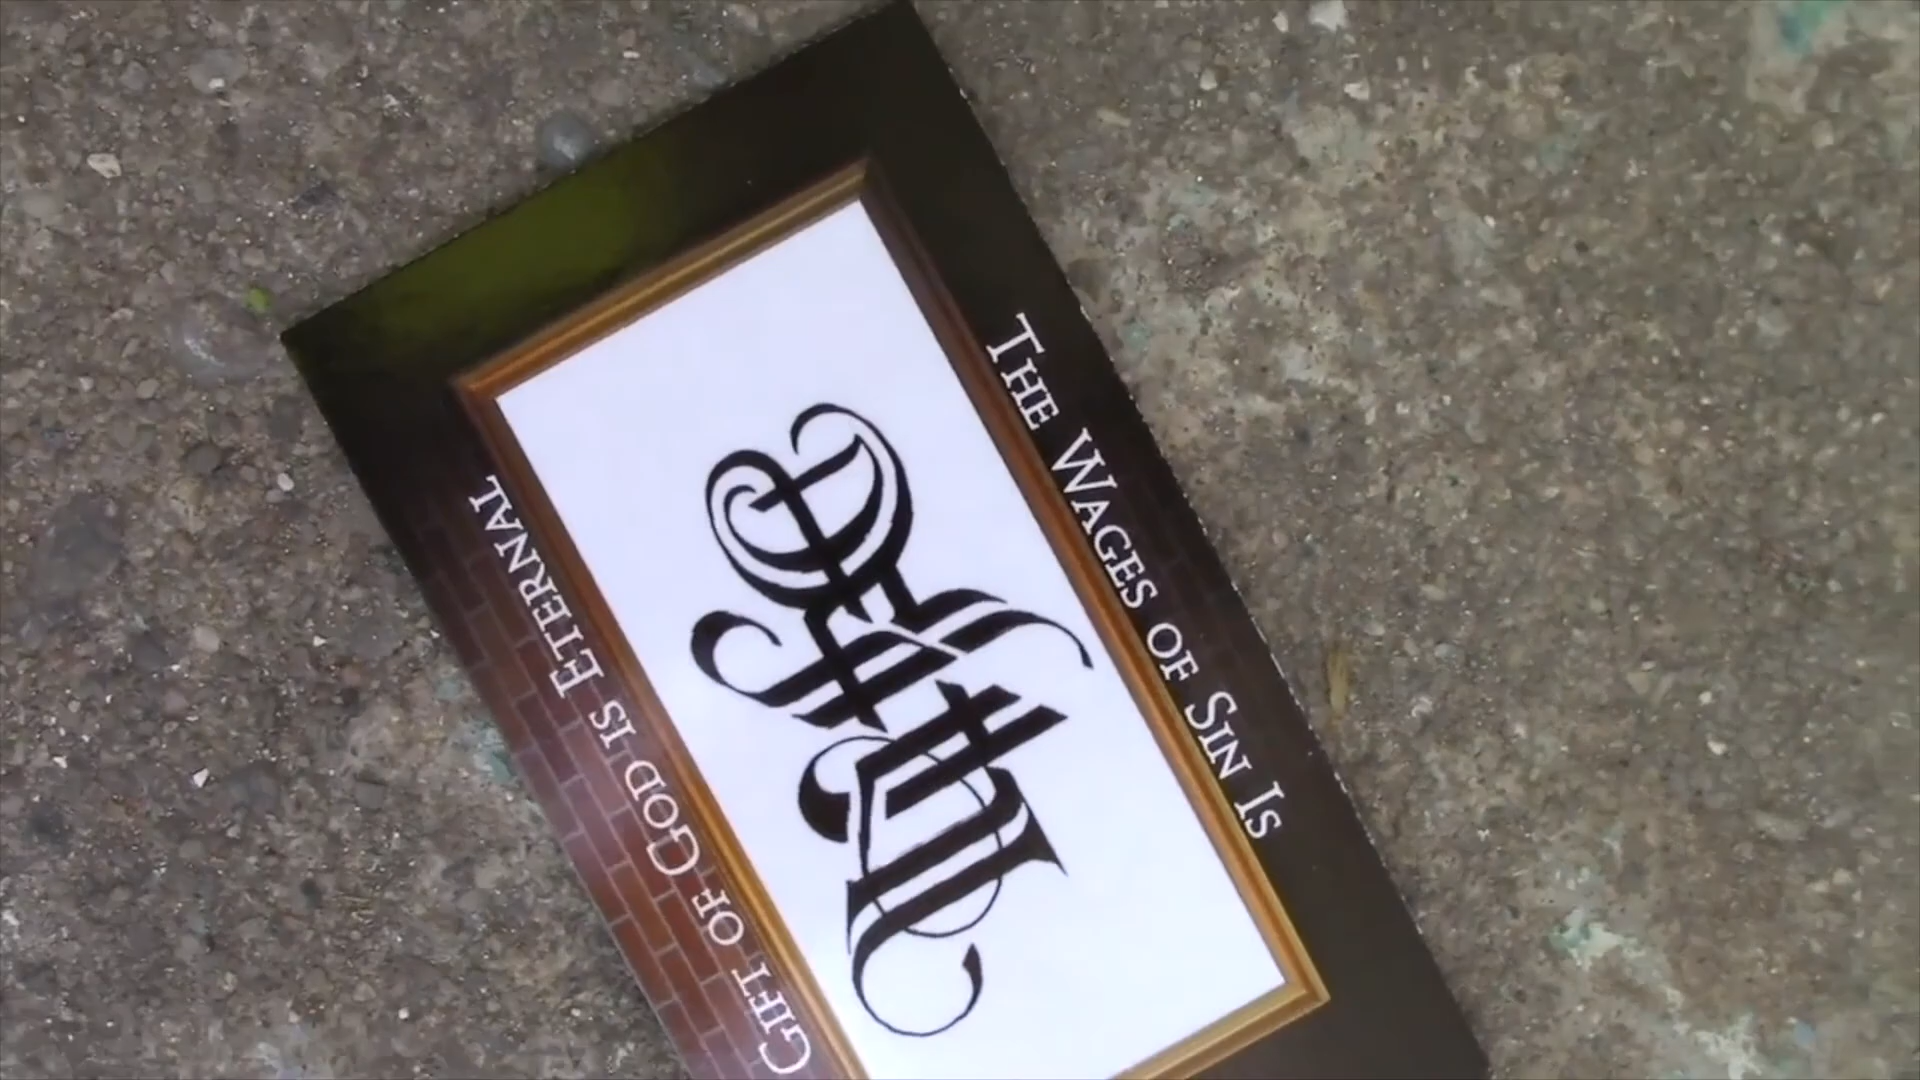 The Wages of Sin Is
Death
Gift of God is Eternal